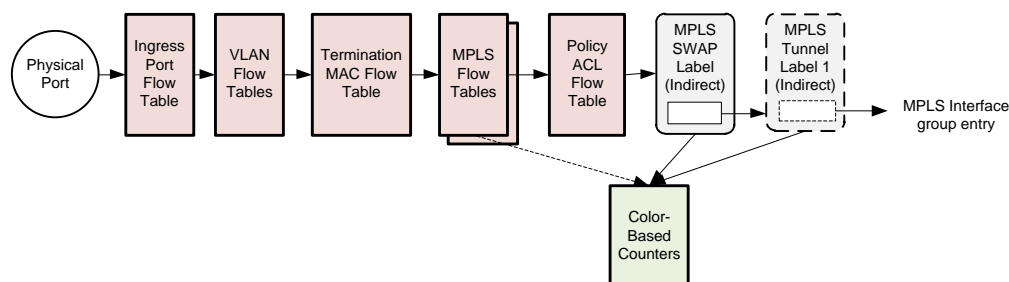 Physical
Port
Ingress
Port
Flow
Table
VLAN
Flow
Tables
Termination
MAC Flow
Table
MPLS
Flow
Tables
Policy
ACL
Flow
Table
MPLS
SWAP
Label
(Indirect)
MPLS
Tunnel
Label 1
(Indirect)
MPLS Interface
group entry
Color-
Based
Counters